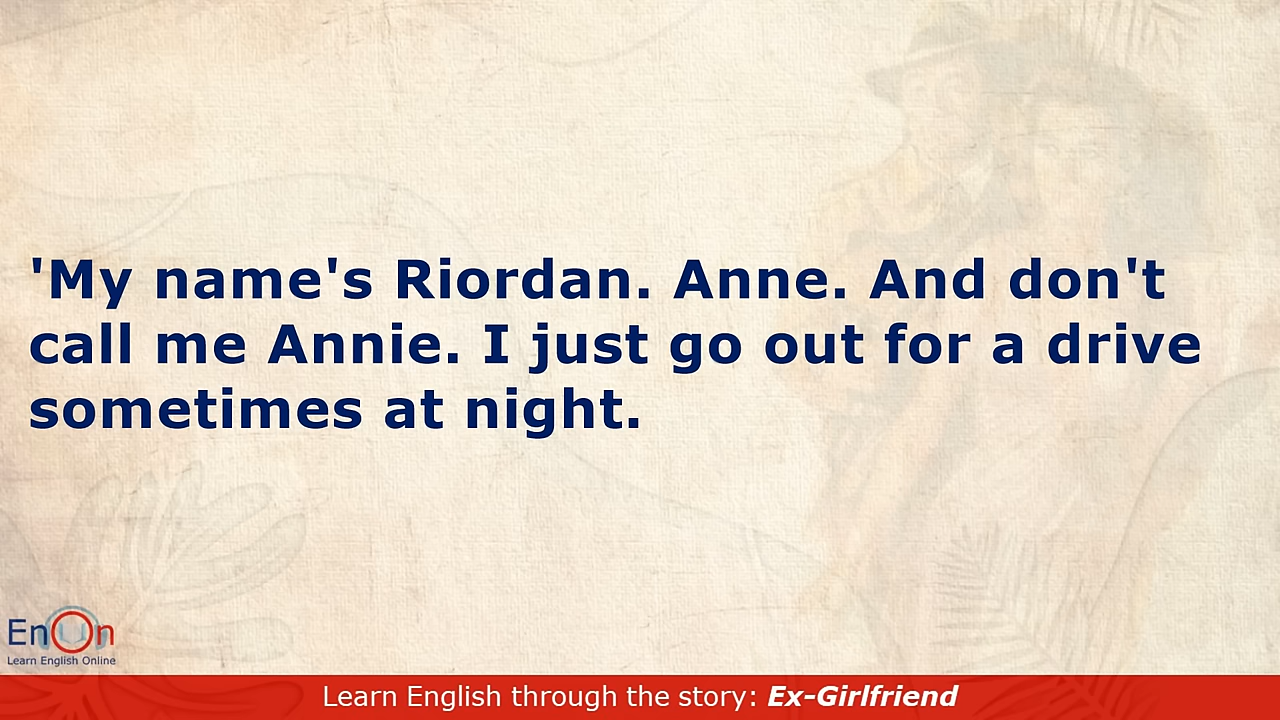 'My name's Riordan. Anne. And don't
call me Annie. I just go out for a drive
sometimes at night.
EnOn
Learn English Online
Learn English through the story: Ex-Girlfriend